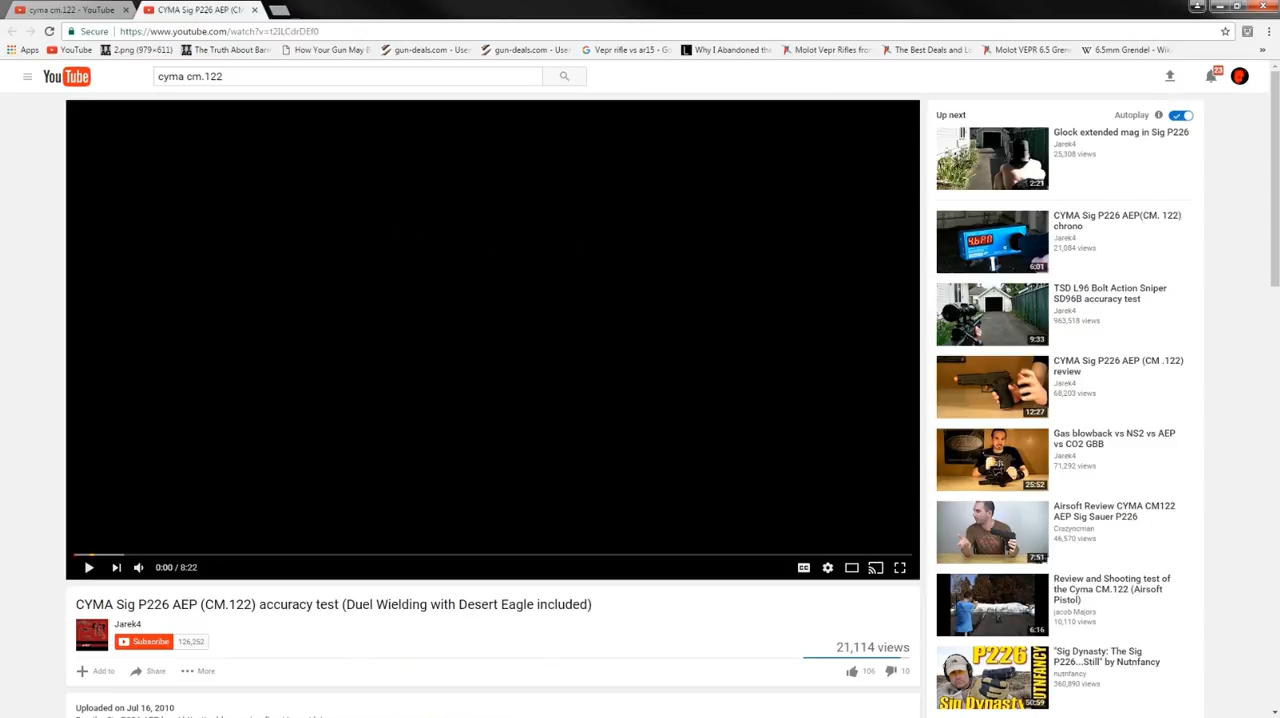 cyma cm.122 - YouTube
CYMA Sig P226 AEP (CM
Secure
https://www.youtube.com/watch?v=t2ILCdrDEf0
Apps
YouTube
2.png (979×611)
The Truth About Bar
How Your Gun May B
gun-deals.com - User
gun-deals.com - User
Vepr rifle vs ar15 - Go
Why I Abandoned the
Molot Vepr Rifles from
The Best Deals and Lo
Molot VEPR 6.5 Gren
6.5mm Grendel - Wiki
YouTube
cyma cm.122
23
Up next
Autoplay
Glock extended mag in Sig P226
Jarek4
25,308 views
2:21
CYMA Sig P226 AEP(CM. 122) chrono
Jarek4
21,084 views
6:01
TSD L96 Bolt Action Sniper
SD96B accuracy test
Jarek4
963,518 views
9:33
CYMA Sig P226 AEP (CM .122)
review
Jarek4
68,203 views
12:27
Gas blowback vs NS2 vs AEP
vs CO2 GBB
Jarek4
71,292 views
25:52
Airsoft Review CYMA CM122
AEP Sig Sauer P226
Crazyncman
46,570 views
7:51
Review and Shooting test of
the Cyma CM.122 (Airsoft
Pistol)
jacob Majors
10,110 views
6:16
"Sig Dynasty: The Sig
P226...Still" by Nutnfancy
nutnfancy
360,890 views
P226
Sig Dynasty
NUTNFANCY
50:59
0:00 / 8:22
CC
CYMA Sig P226 AEP (CM.122) accuracy test (Duel Wielding with Desert Eagle included)
Jarek4
Subscribe
126,252
21,114 views
Add to
Share
More
106
10
Uploaded on Jul 16, 2010